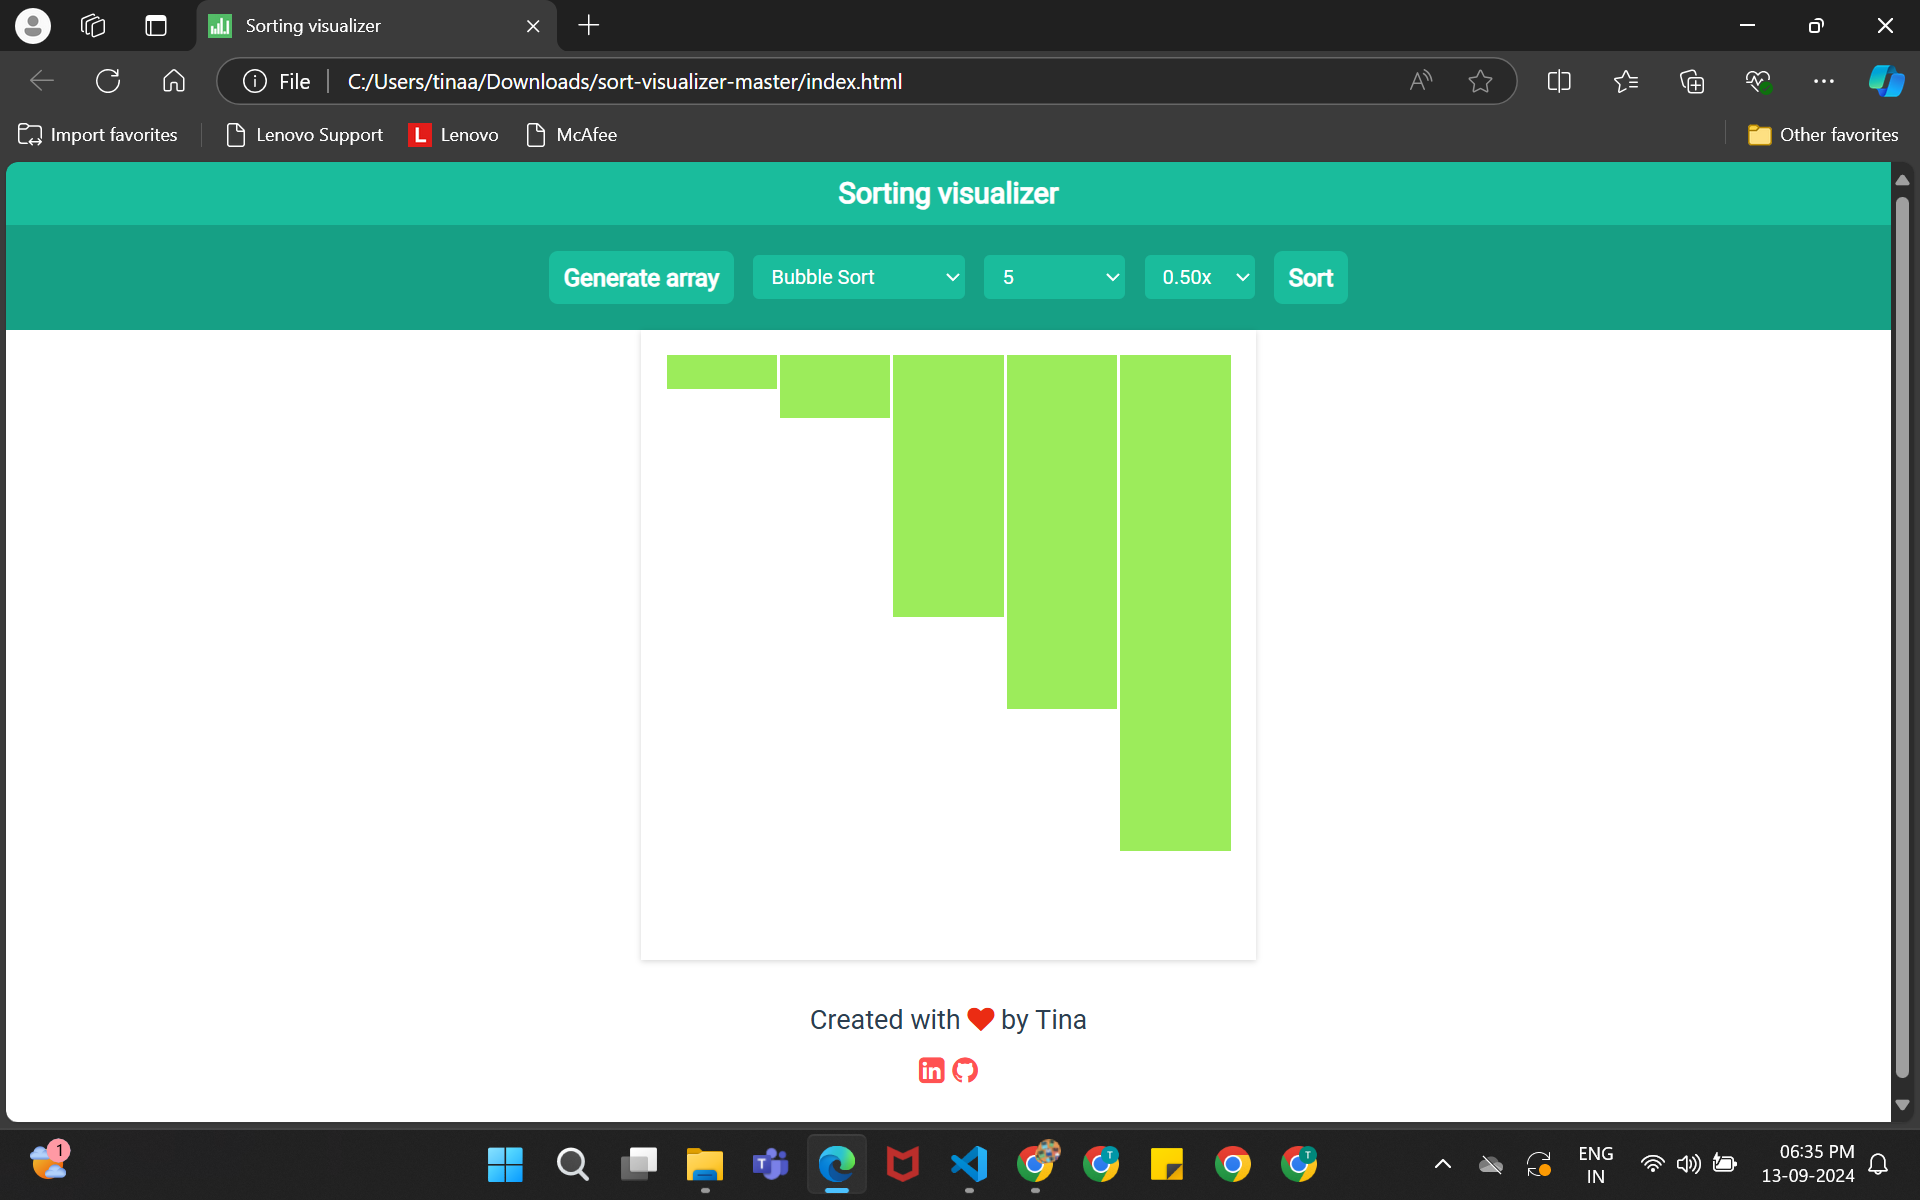 Sorting visualizer
File C:/Users/tinaa/Downloads/sort-visualizer-master/index.html
Import favorites Lenovo Support L Lenovo McAfee Other favorites
Sorting visualizer
Generate array Bubble Sort 5 0.50x Sort
Created with ❤ by Tina
in
1
T
T
T
ENG
IN
06:35 PM
13-09-2024